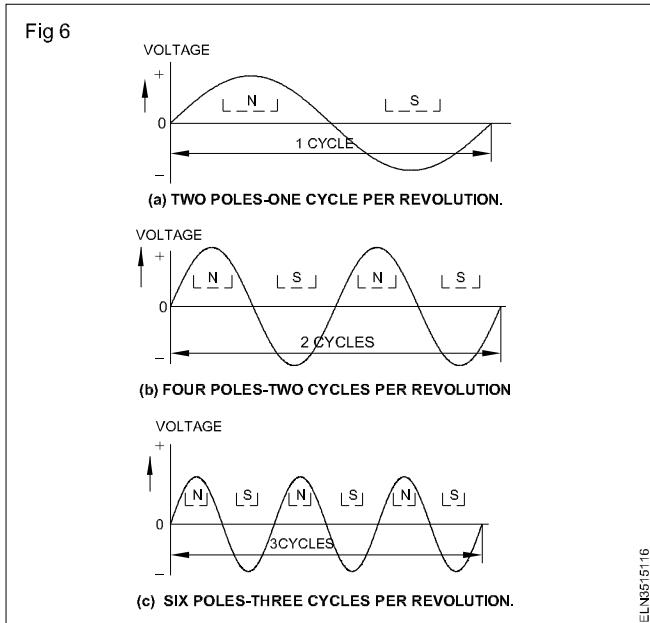 Fig 6
VOLTAGE
+
N
S
0
1 CYCLE
–
(a) TWO POLES-ONE CYCLE PER REVOLUTION.
VOLTAGE
+
N
S
N
S
0
2 CYCLES
–
(b) FOUR POLES-TWO CYCLES PER REVOLUTION
VOLTAGE
+
N
S
N
S
N
S
0
3CYCLES
–
(c) SIX POLES-THREE CYCLES PER REVOLUTION.
ELN3515116